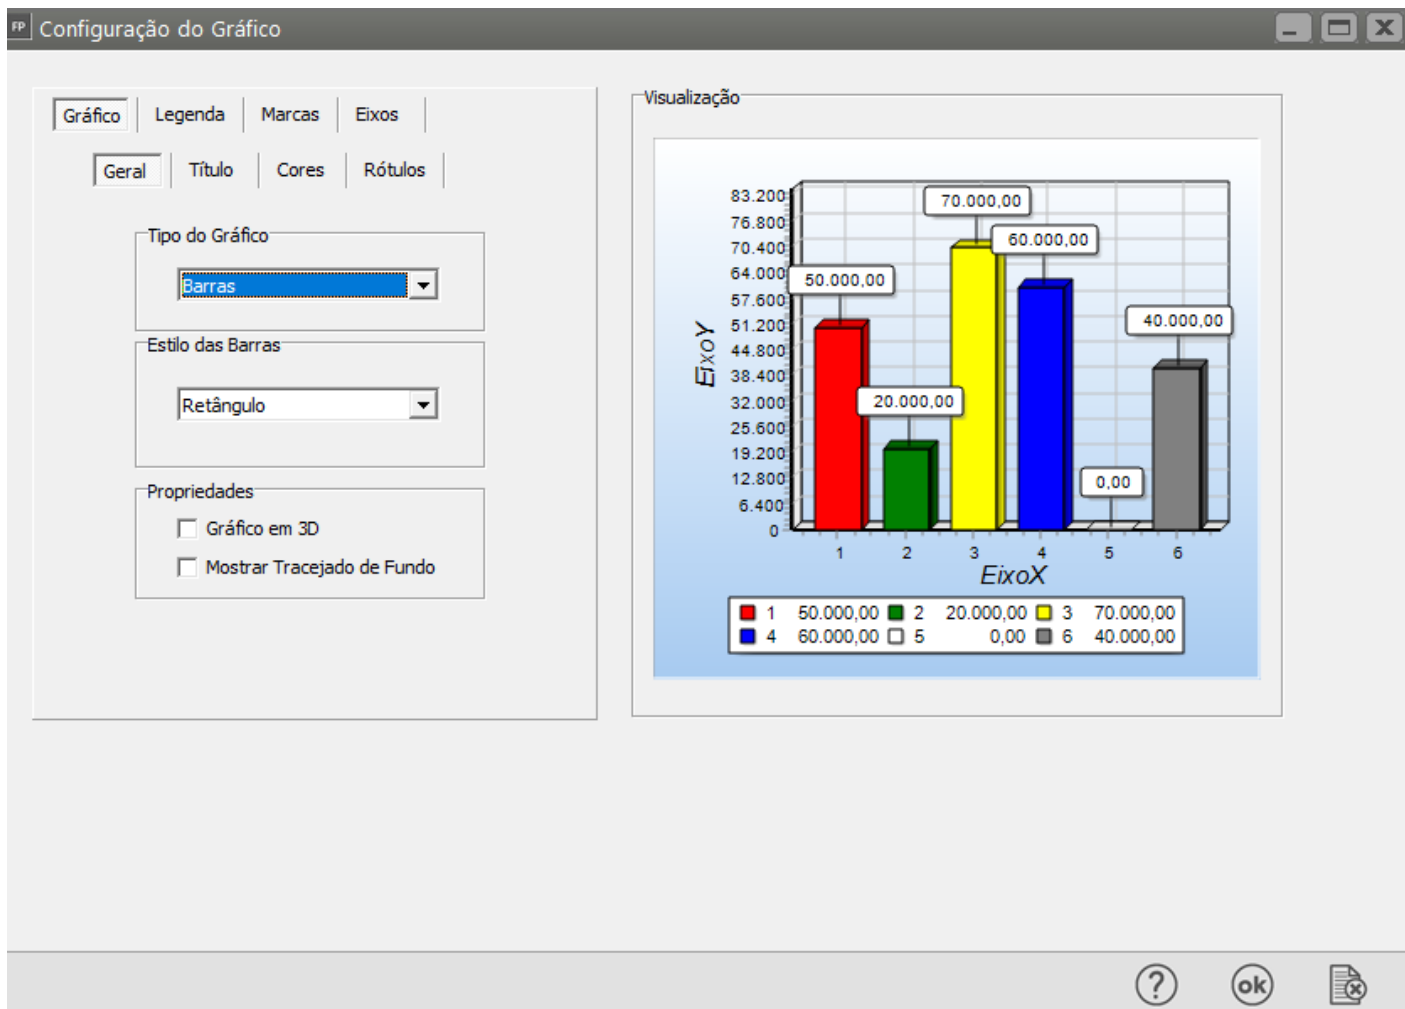 FP Configuração do Gráfico
Gráfico Legenda Marcas Eixos
Geral Título Cores Rótulos
Tipo do Gráfico
Barras
Estilo das Barras
Retângulo
Propriedades
Gráfico em 3D
Mostrar Tracejado de Fundo
Visualização
83.200
76.800
70.400
64.000
57.600
51.200
44.800
38.400
32.000
25.600
19.200
12.800
6.400
0
EixoY
50.000,00
20.000,00
70.000,00
60.000,00
0,00
40.000,00
1 2 3 4 5 6
EixoX
1 50.000,00 2 20.000,00 3 70.000,00
4 60.000,00 5 0,00 6 40.000,00
? ok